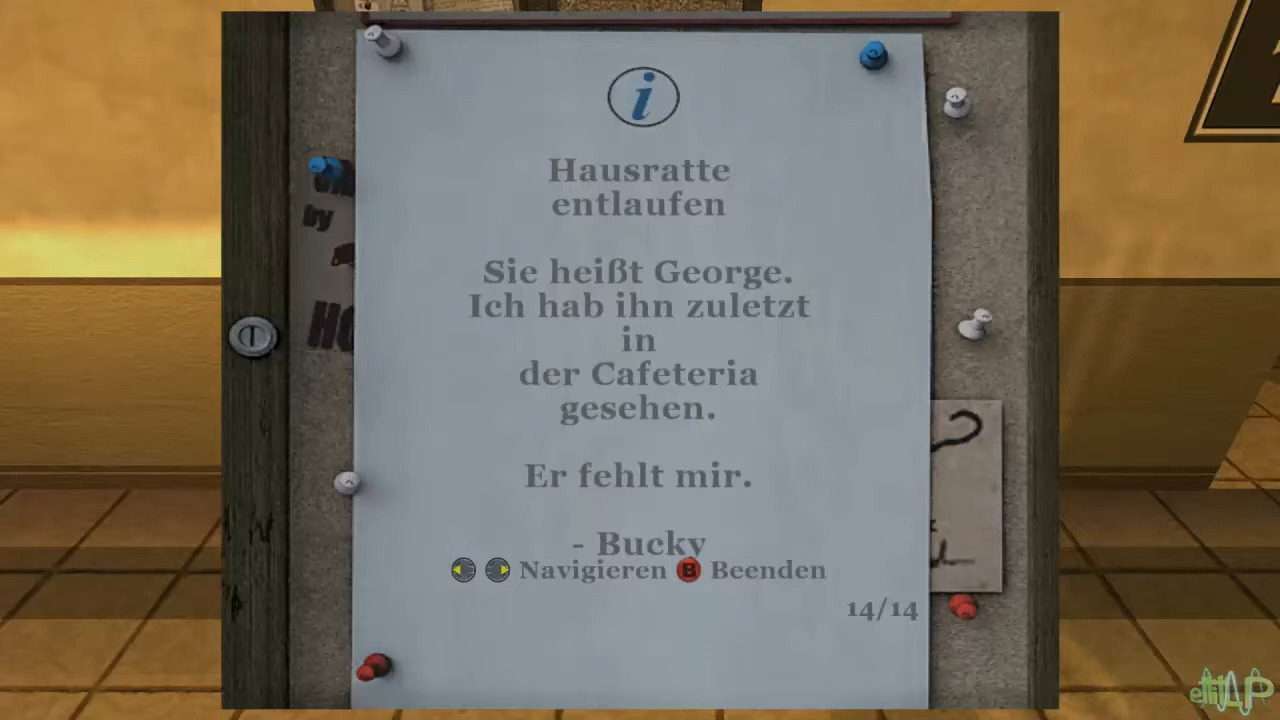 i
Hausratte
entlaufen
Sie heißt George.
Ich hab ihn zuletzt
in
der Cafeteria
gesehen.
Er fehlt mir.
- Bucky
Navigieren B Beenden
14/14
by
?